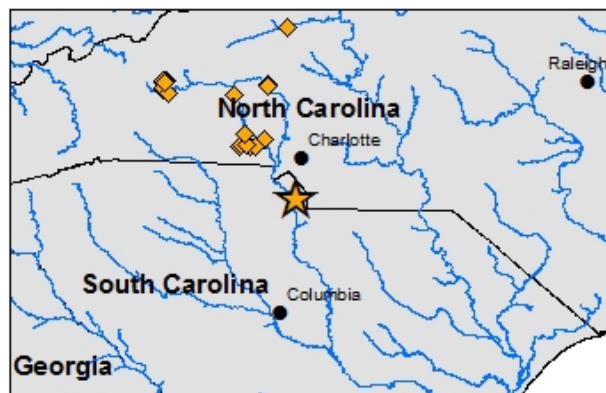 Raleigh
North Carolina
Charlotte
South Carolina
Columbia
Georgia